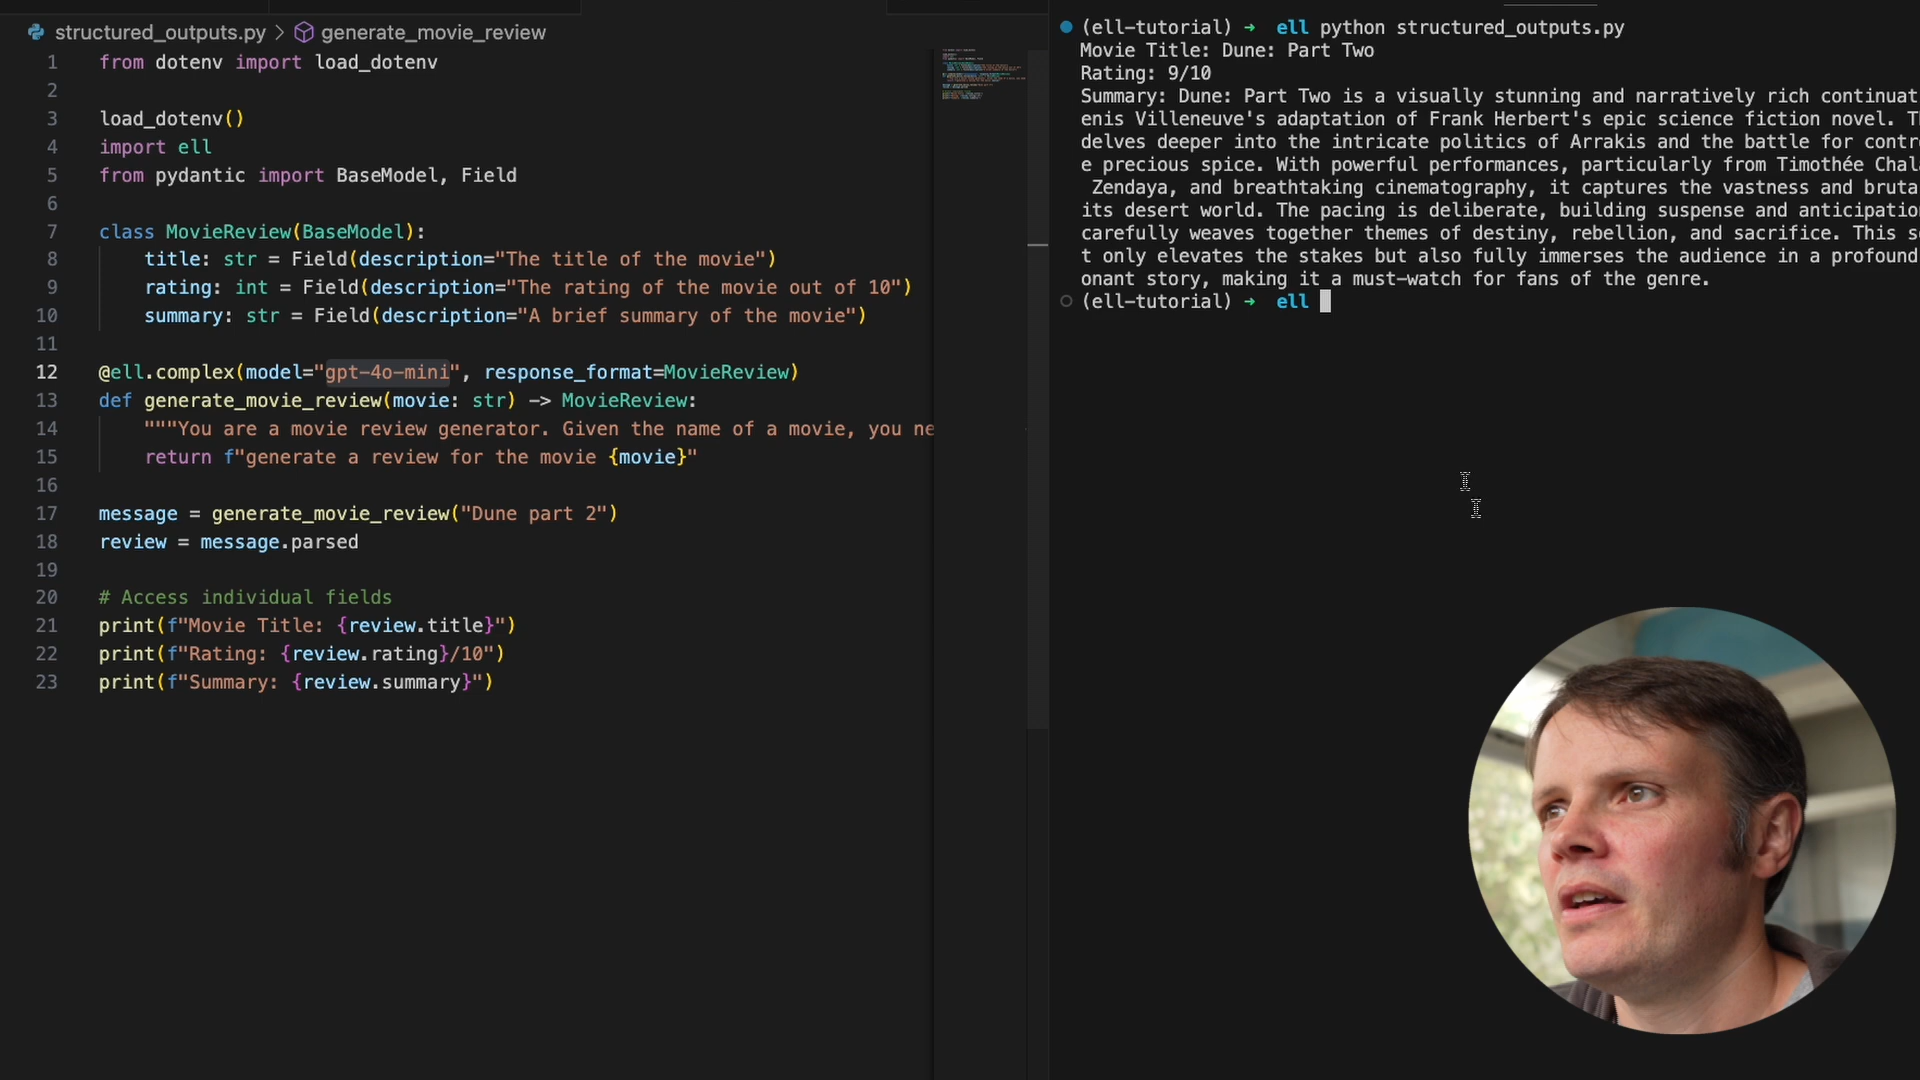 structured_outputs.py > generate_movie_review
1 from dotenv import load_dotenv
2
3 load_dotenv()
4 import ell
5 from pydantic import BaseModel, Field
6
7 class MovieReview(BaseModel):
8 title: str = Field(description="The title of the movie")
9 rating: int = Field(description="The rating of the movie out of 10")
10 summary: str = Field(description="A brief summary of the movie")
11
12 @ell.complex(model="gpt-4o-mini", response_format=MovieReview)
13 def generate_movie_review(movie: str) -> MovieReview:
14 """You are a movie review generator. Given the name of a movie, you ne
15 return f"generate a review for the movie {movie}"
16
17 message = generate_movie_review("Dune part 2")
18 review = message.parsed
19
20 # Access individual fields
21 print(f"Movie Title: {review.title}")
22 print(f"Rating: {review.rating}/10")
23 print(f"Summary: {review.summary}")
(ell-tutorial) → ell python structured_outputs.py
Movie Title: Dune: Part Two
Rating: 9/10
Summary: Dune: Part Two is a visually stunning and narratively rich continuat
enis Villeneuve's adaptation of Frank Herbert's epic science fiction novel. T
delves deeper into the intricate politics of Arrakis and the battle for contr
e precious spice. With powerful performances, particularly from Timothée Chal
Zendaya, and breathtaking cinematography, it captures the vastness and bruta
its desert world. The pacing is deliberate, building suspense and anticipatio
carefully weaves together themes of destiny, rebellion, and sacrifice. This s
t only elevates the stakes but also fully immerses the audience in a profound
onant story, making it a must-watch for fans of the genre.
(ell-tutorial) → ell